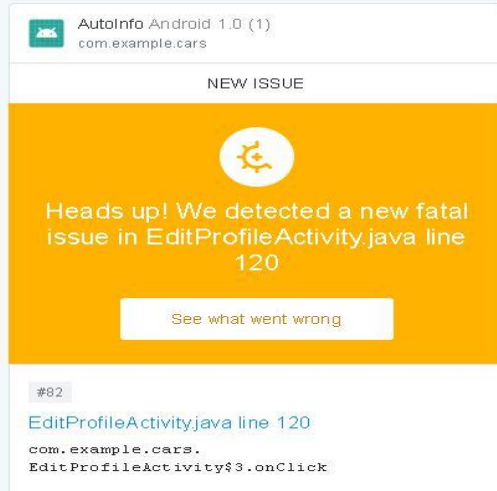 AutoInfo Android 1.0 (1)
com.example.cars
NEW ISSUE
Heads up! We detected a new fatal
issue in EditProfileActivity.java line
120
See what went wrong
#82
EditProfileActivity.java line 120
com.example.cars.
EditProfileActivity$3.onClick